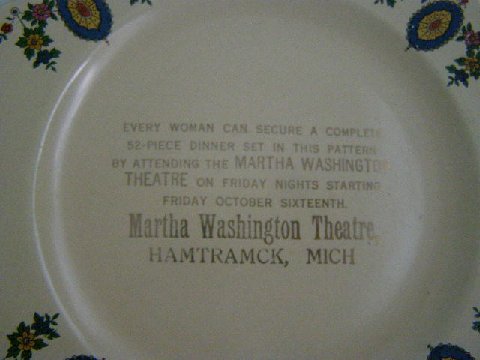 EVERY WOMAN CAN SECURE A COMPLETE
52-PIECE DINNER SET IN THIS PATTERN
BY ATTENDING THE MARTHA WASHINGTON
THEATRE ON FRIDAY NIGHTS STARTING
FRIDAY OCTOBER SIXTEENTH.
Martha Washington Theatre,
HAMTRAMCK, MICH